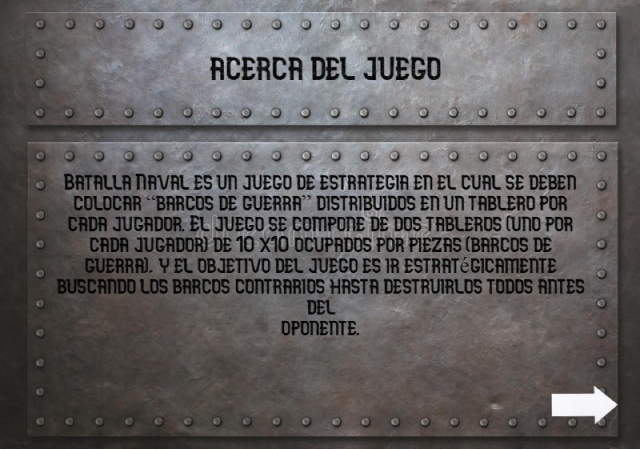 ACERCA DEL JUEGO
BATALLA NAVAL ES UN JUEGO DE ESTRATEGIA EN EL CUAL SE DEBEN
COLOCAR “BARCOS DE GUERRA” DISTRIBUIDOS EN UN TABLERO POR
CADA JUGADOR. EL JUEGO SE COMPONE DE DOS TABLEROS (UNO POR
CADA JUGADOR) DE 10 X10 OCUPADOS POR PIEZAS (BARCOS DE
GUERRA). Y EL OBJETIVO DEL JUEGO ES IR ESTRATéGICAMENTE
BUSCANDO LOS BARCOS CONTRARIOS HASTA DESTRUIRLOS TODOS ANTES
DEL
OPONENTE.